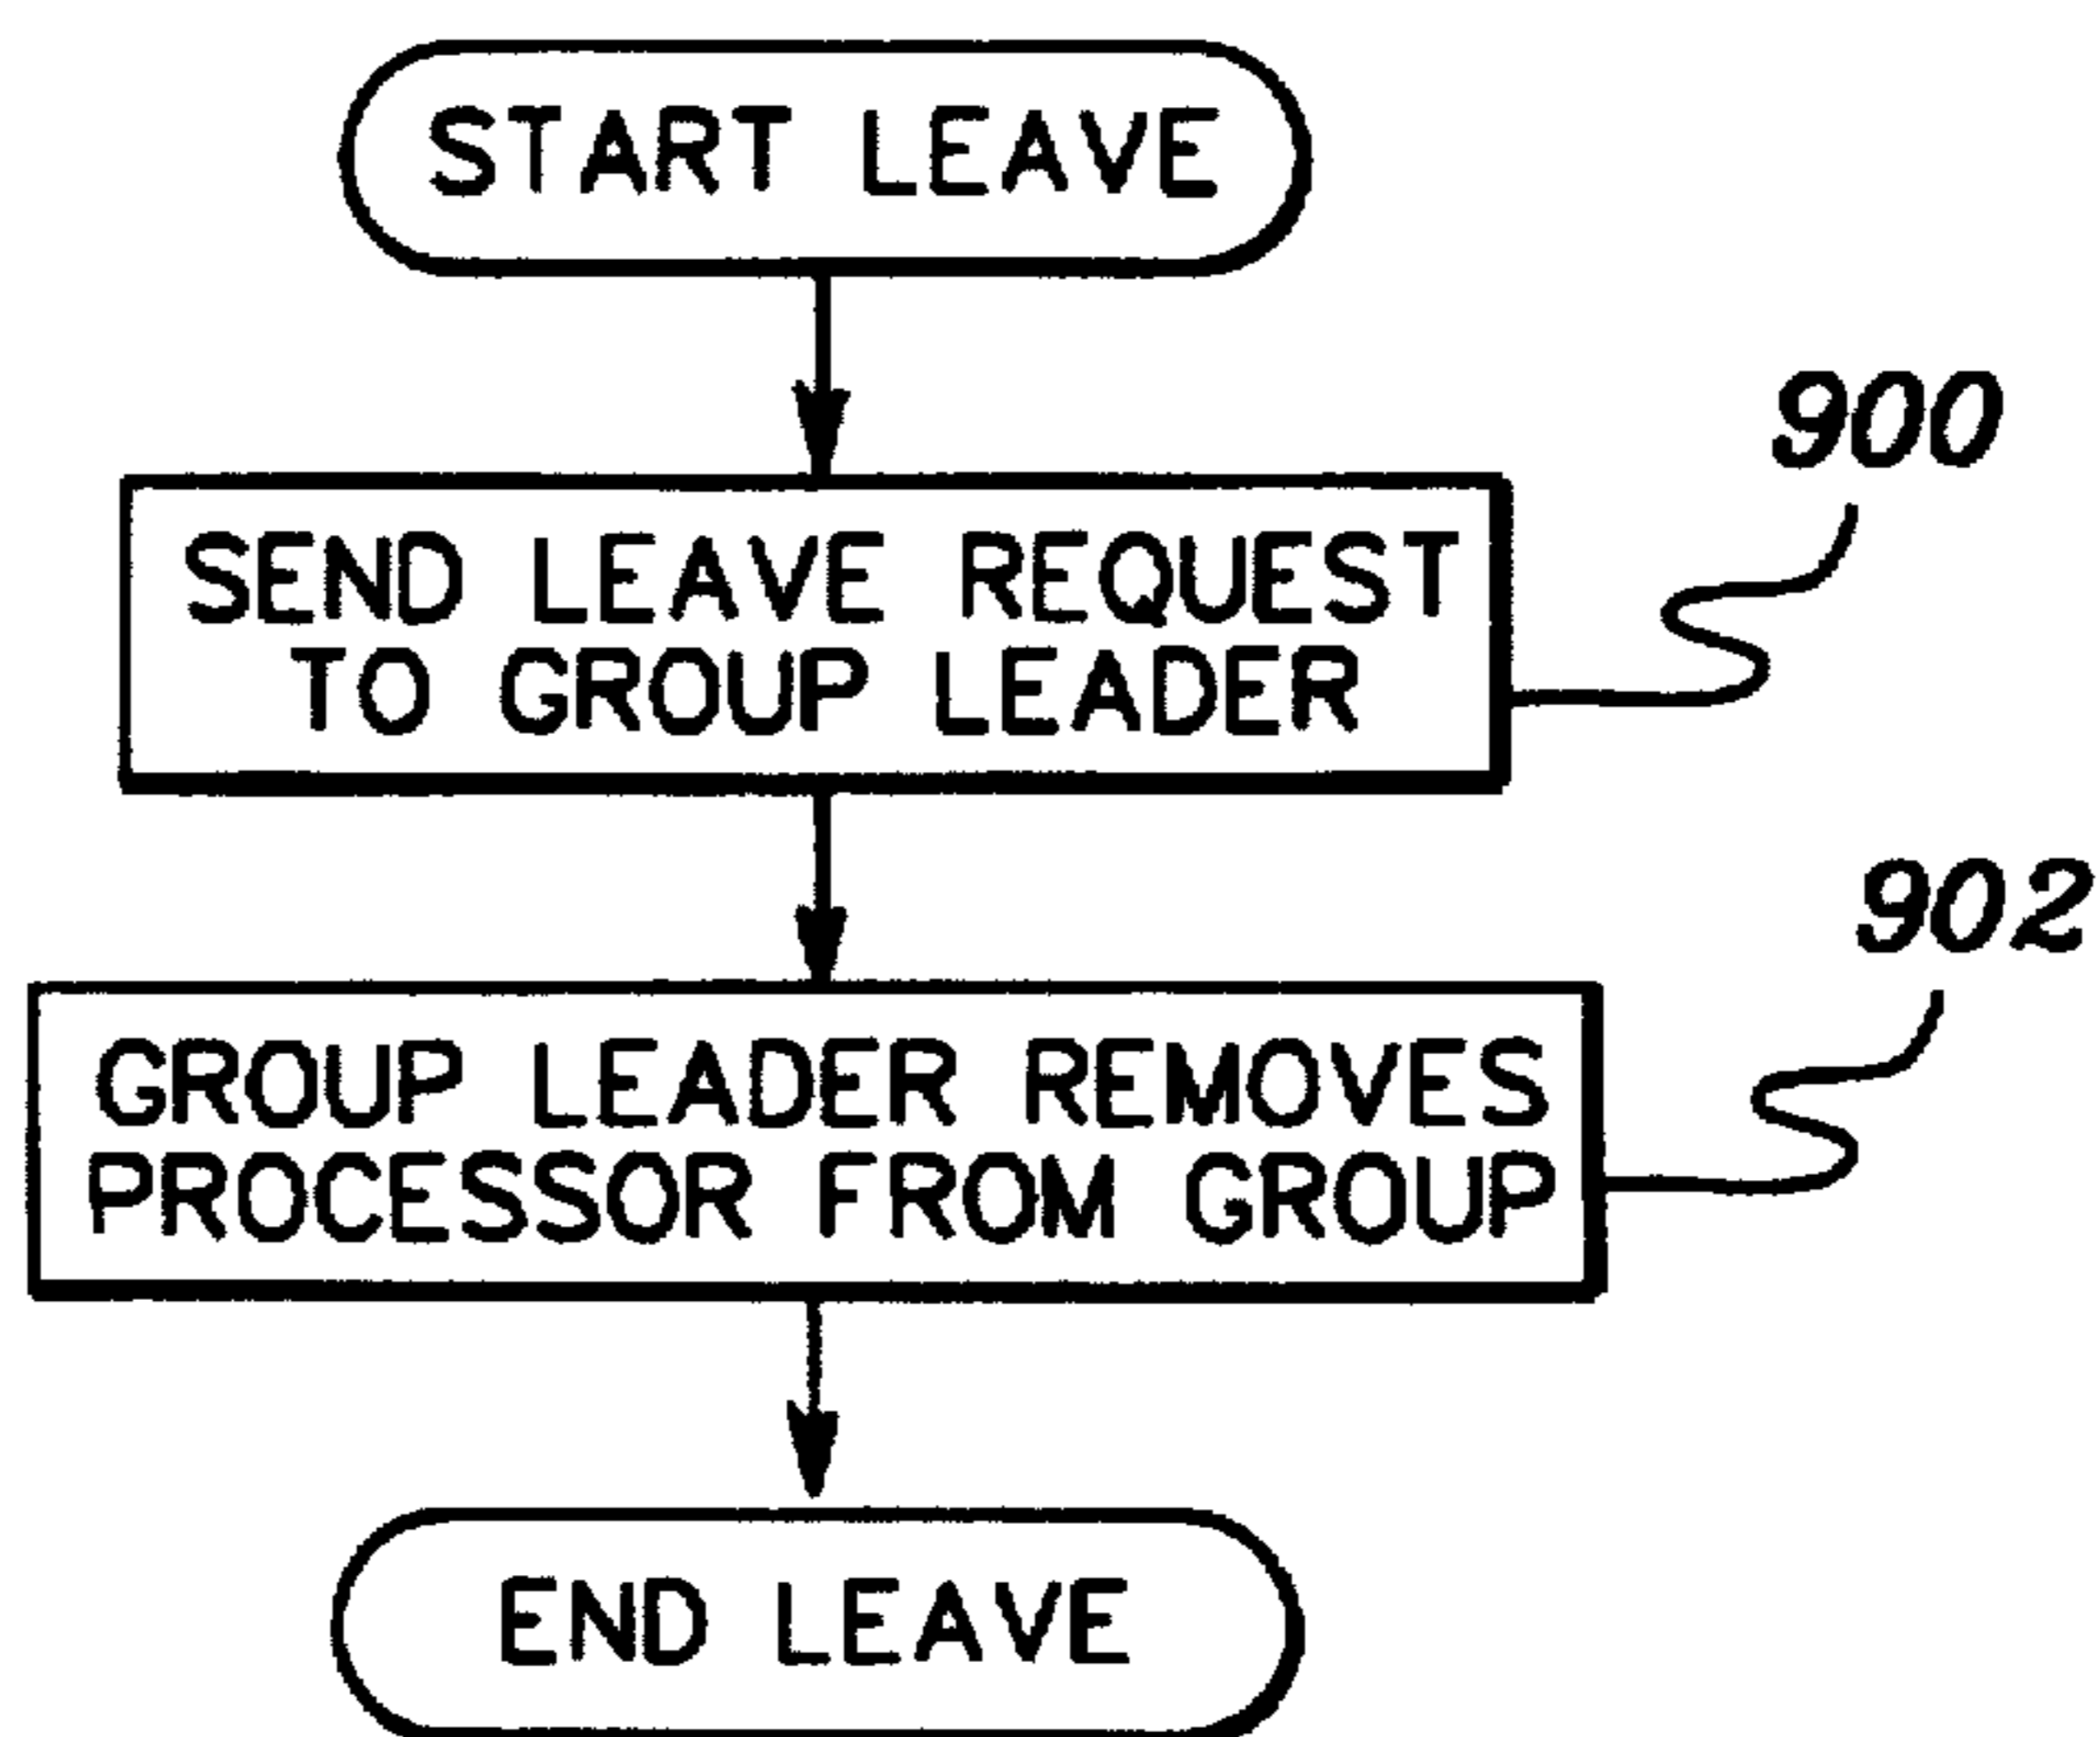 START LEAVE
900
SEND LEAVE REQUEST
TO GROUP LEADER
902
GROUP LEADER REMOVES
PROCESSOR FROM GROUP
END LEAVE